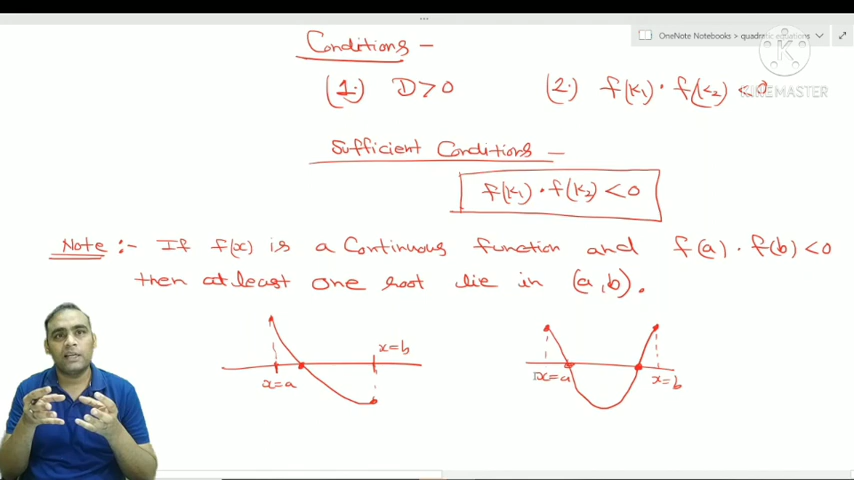 OneNote Notebooks > quadratic equations
K
KINEMASTER
Conditions –
(1.) D > 0 (2.) f(k₁) · f(k₂) < 0
Sufficient Conditions –
f(k₁) · f(k₂) < 0
Note :- If f(x) is a Continuous function and f(a) · f(b) < 0
then atleast one root lie in (a, b).
x=b
x=a
x=a
x=b